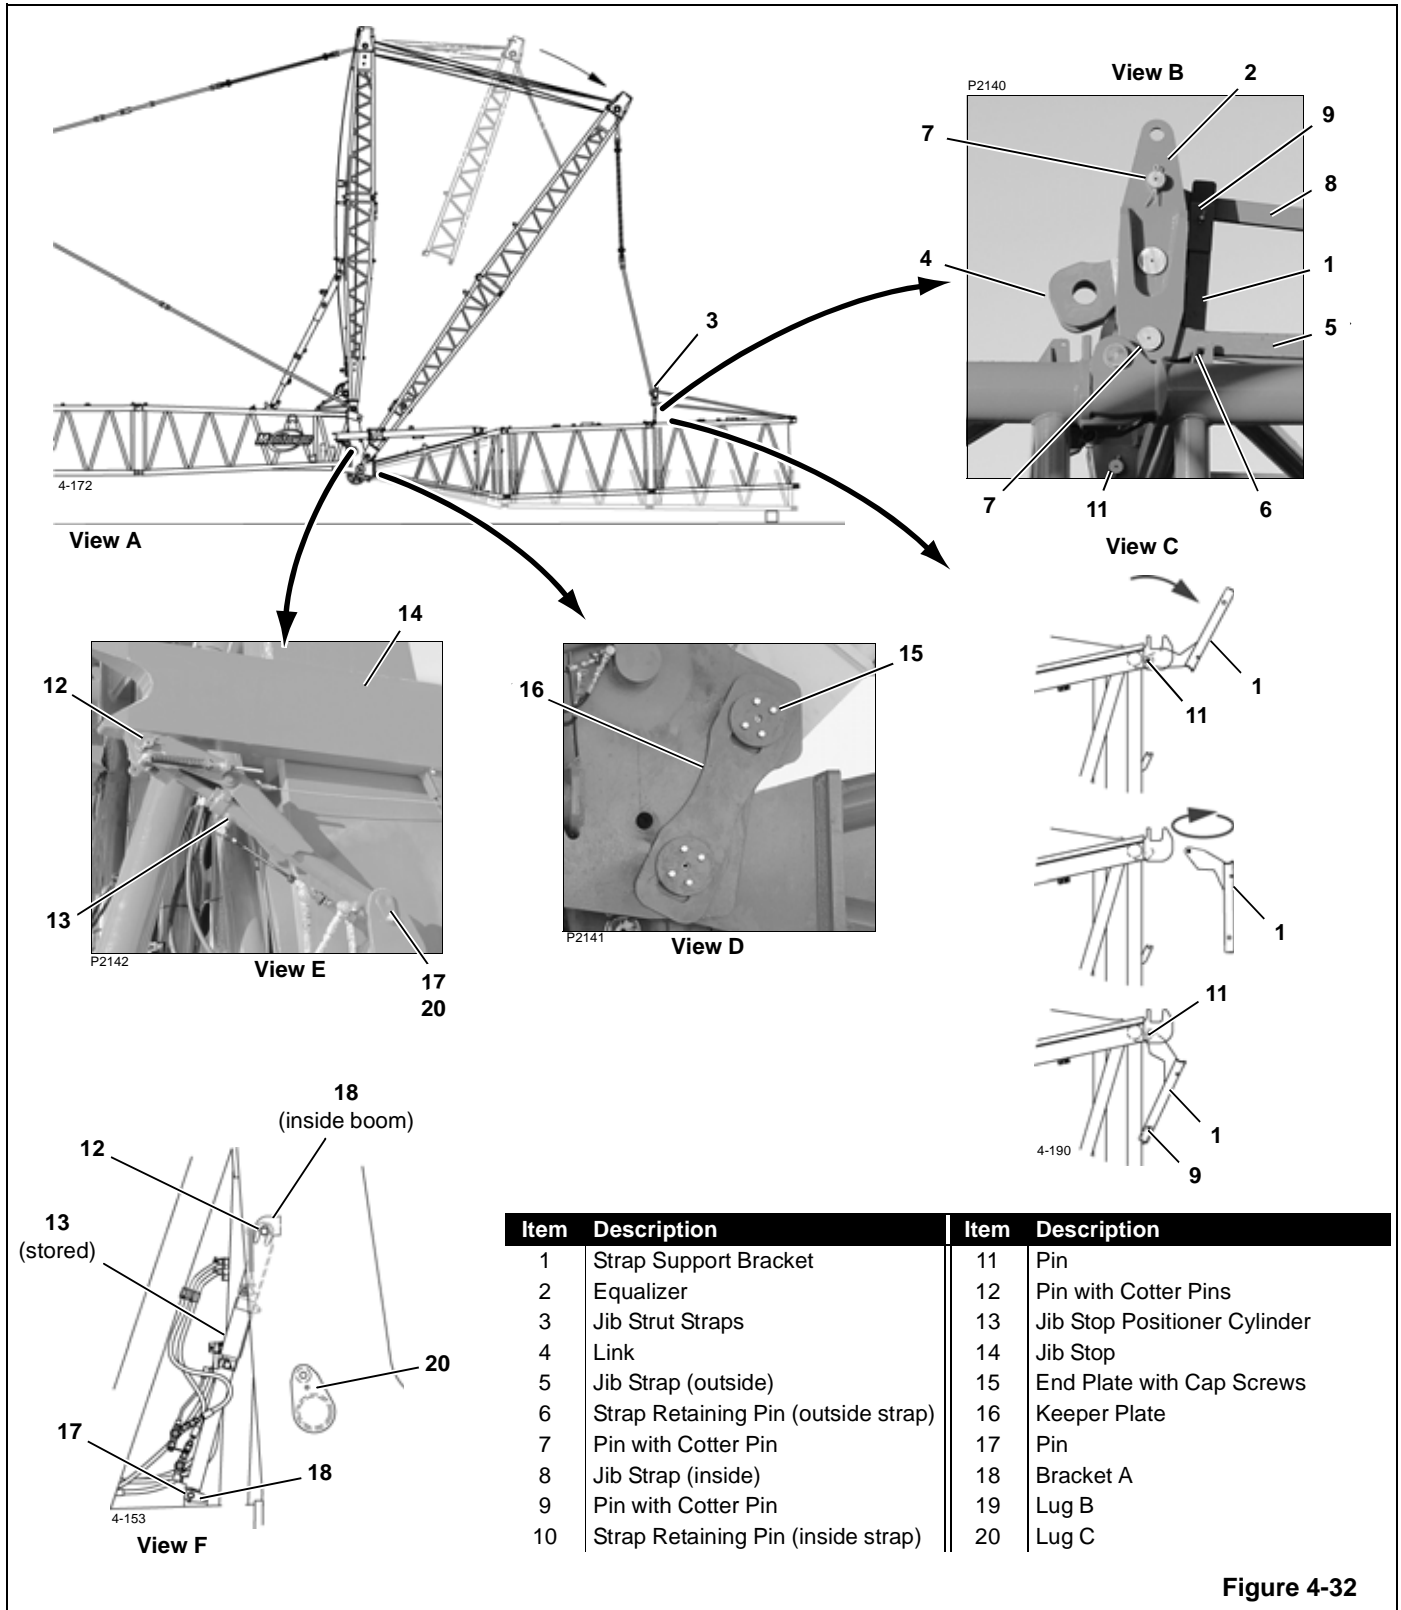 View B
2
P2140
7
9
8
4
1
3
5
4-172
7
11
6
View A
View C
14
12
15
16
1
11
13
P2142
View E
17
20
P2141
View D
1
11
18
(inside boom)
12
13
(stored)
4-190
1
9
20
17
18
4-153
View F
Item Description Item Description
1 Strap Support Bracket 11 Pin
2 Equalizer 12 Pin with Cotter Pins
3 Jib Strut Straps 13 Jib Stop Positioner Cylinder
4 Link 14 Jib Stop
5 Jib Strap (outside) 15 End Plate with Cap Screws
6 Strap Retaining Pin (outside strap) 16 Keeper Plate
7 Pin with Cotter Pin 17 Pin
8 Jib Strap (inside) 18 Bracket A
9 Pin with Cotter Pin 19 Lug B
10 Strap Retaining Pin (inside strap) 20 Lug C
Figure 4-32